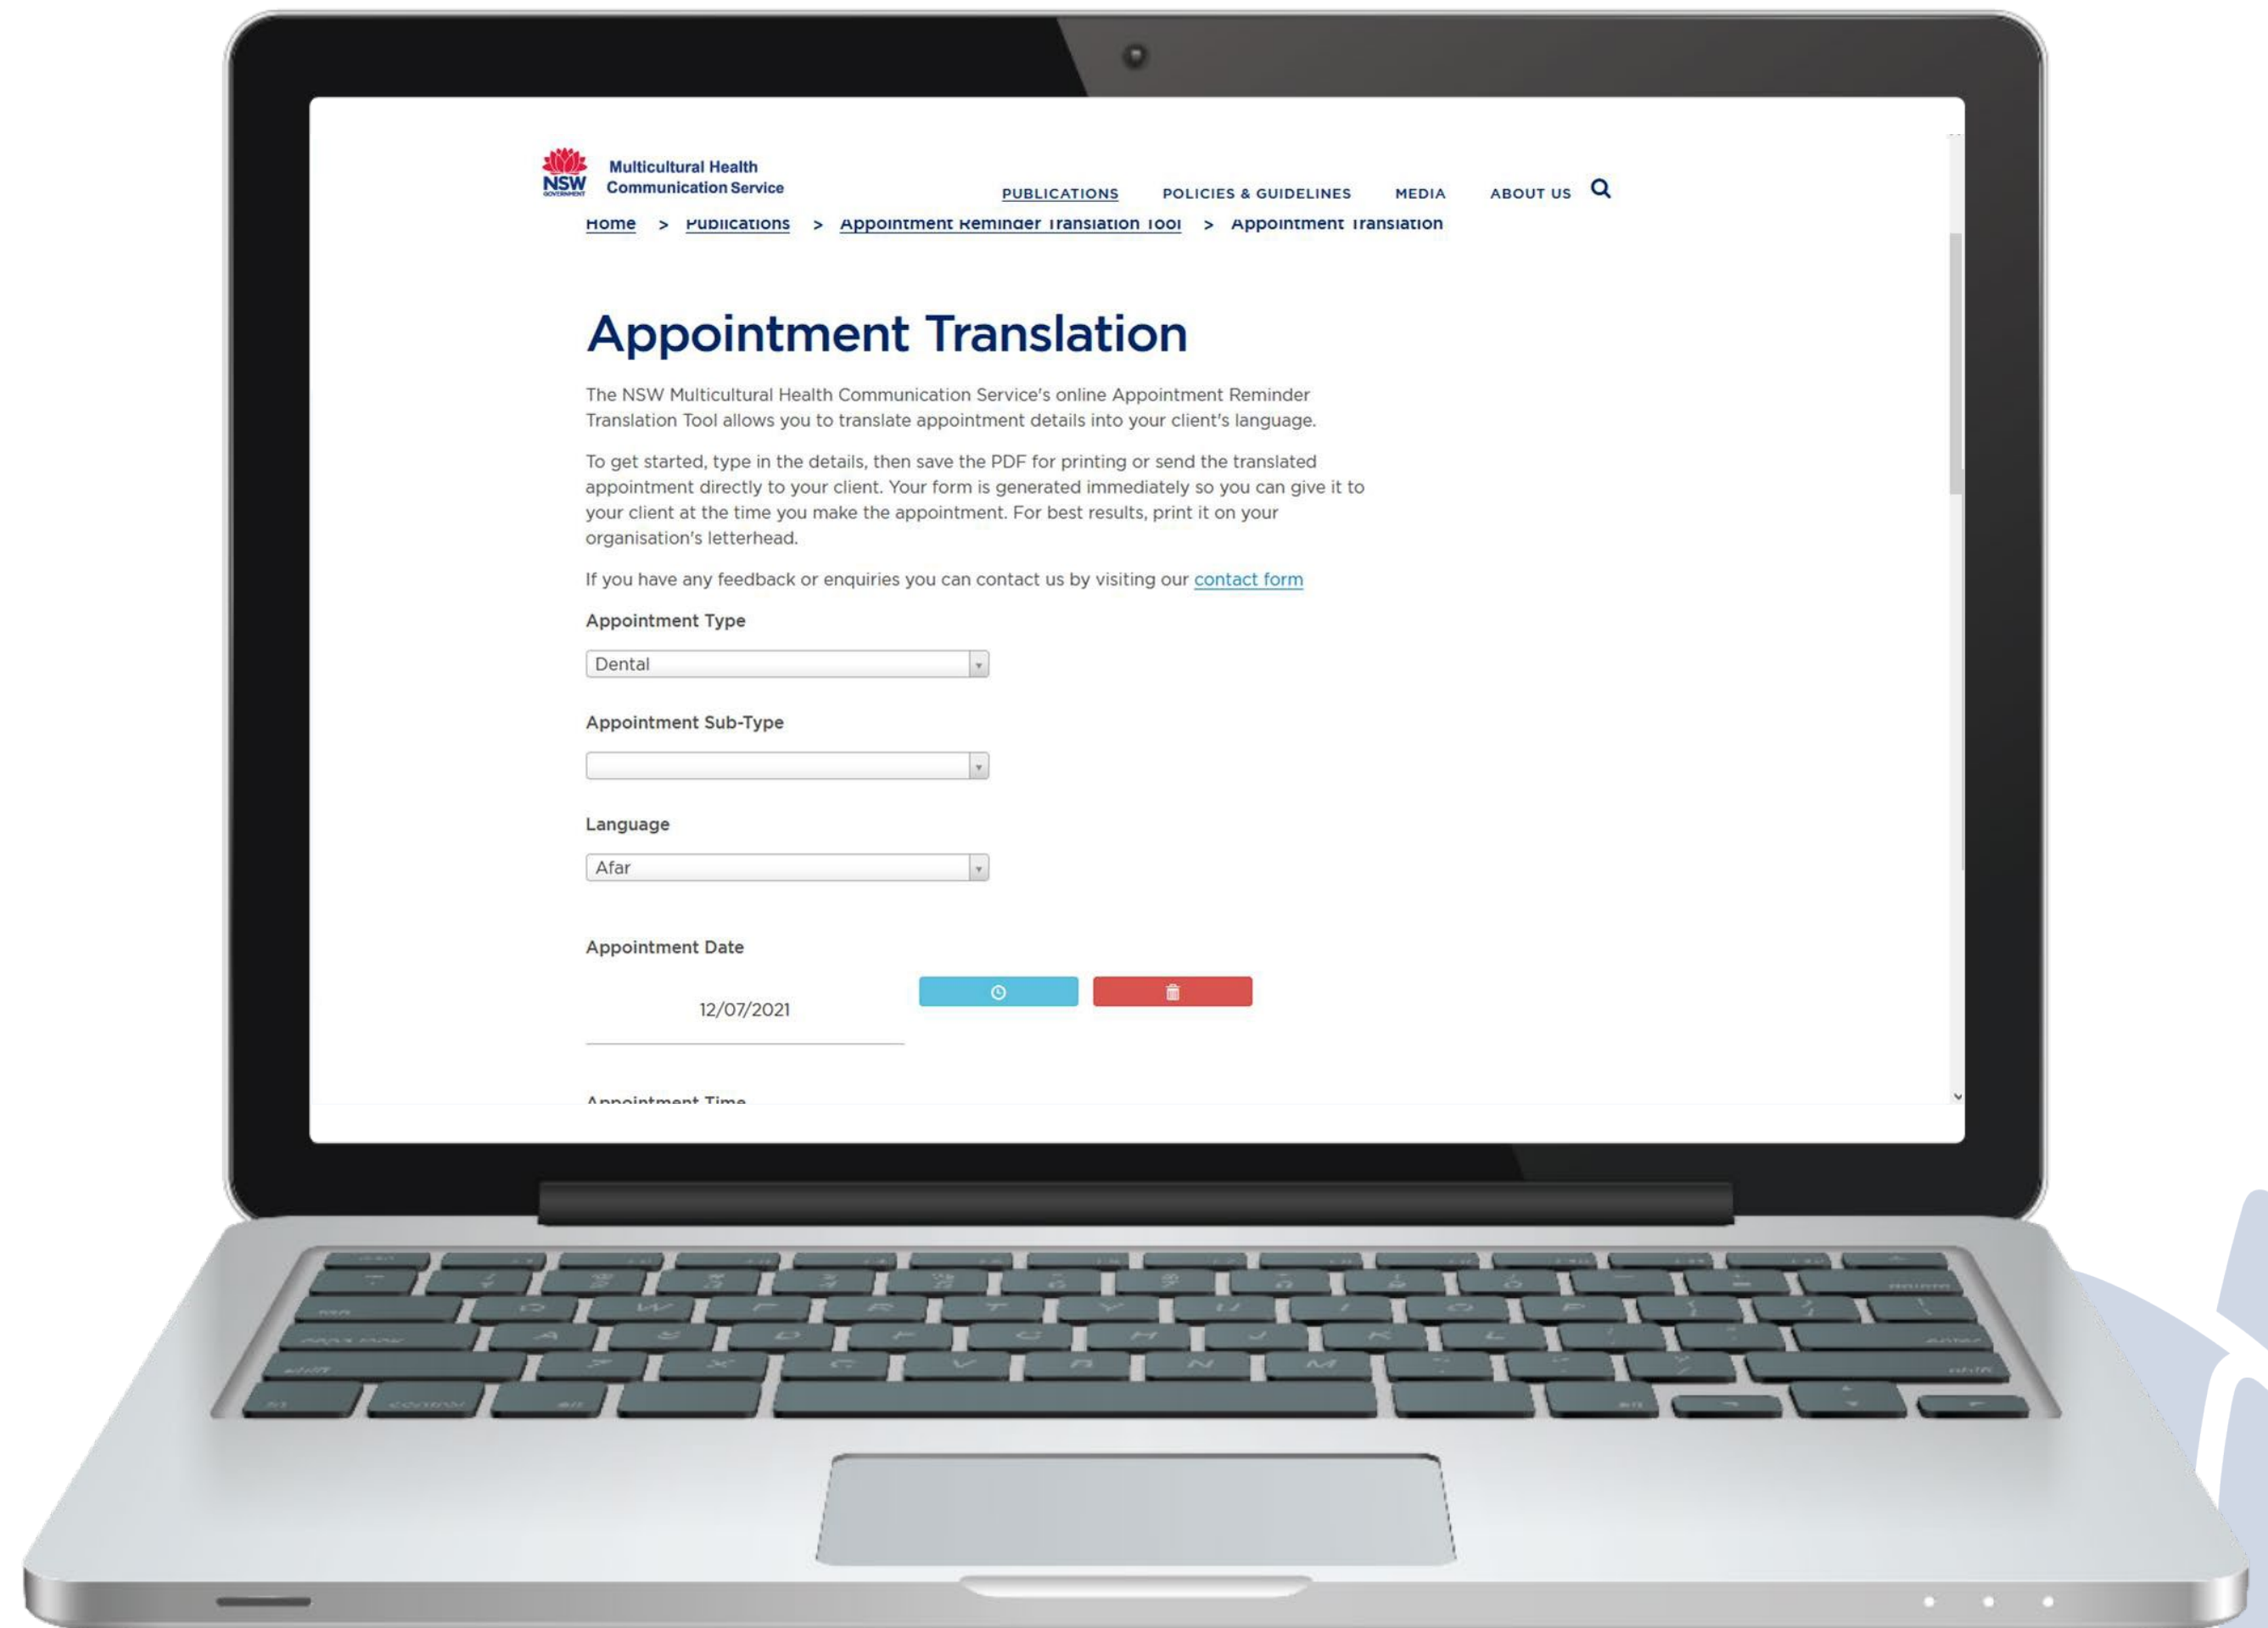 NSW
GOVERNMENT
Multicultural Health
Communication Service
PUBLICATIONS POLICIES & GUIDELINES MEDIA ABOUT US
Home > Publications > Appointment Reminder Translation Tool > Appointment Translation
Appointment Translation
The NSW Multicultural Health Communication Service's online Appointment Reminder
Translation Tool allows you to translate appointment details into your client's language.
To get started, type in the details, then save the PDF for printing or send the translated
appointment directly to your client. Your form is generated immediately so you can give it to
your client at the time you make the appointment. For best results, print it on your
organisation's letterhead.
If you have any feedback or enquiries you can contact us by visiting our contact form
Appointment Type
Dental
Appointment Sub-Type
Language
Afar
Appointment Date
12/07/2021
Appointment Time